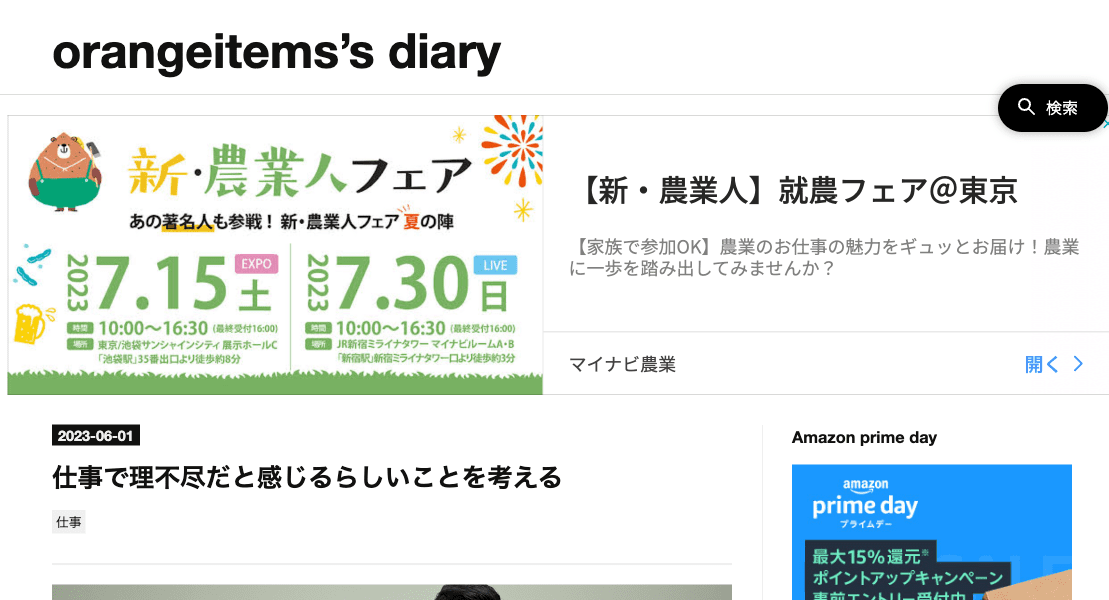 orangeitems’s diary
検索
新・農業人フェア
あの著名人も参戦！新・農業人フェア夏の陣
2023 7.15 EXPO 土
時間 10:00〜16:30 (最終受付16:00)
場所 東京/池袋サンシャインシティ 展示ホールC
「池袋駅」35番出口より徒歩約8分
2023 7.30 LIVE 日
時間 10:00〜16:30 (最終受付16:00)
場所 JR新宿ミライナタワー マイナビルームA・B
「新宿駅」新宿ミライナタワー口より徒歩約3分
【新・農業人】就農フェア＠東京
【家族で参加OK】農業のお仕事の魅力をギュッとお届け！農業
に一歩を踏み出してみませんか？
マイナビ農業
開く
2023-06-01
仕事で理不尽だと感じるらしいことを考える
仕事
Amazon prime day
amazon
prime day
プライムデー
最大15%還元※
ポイントアップキャンペーン
事前エントリー受付中